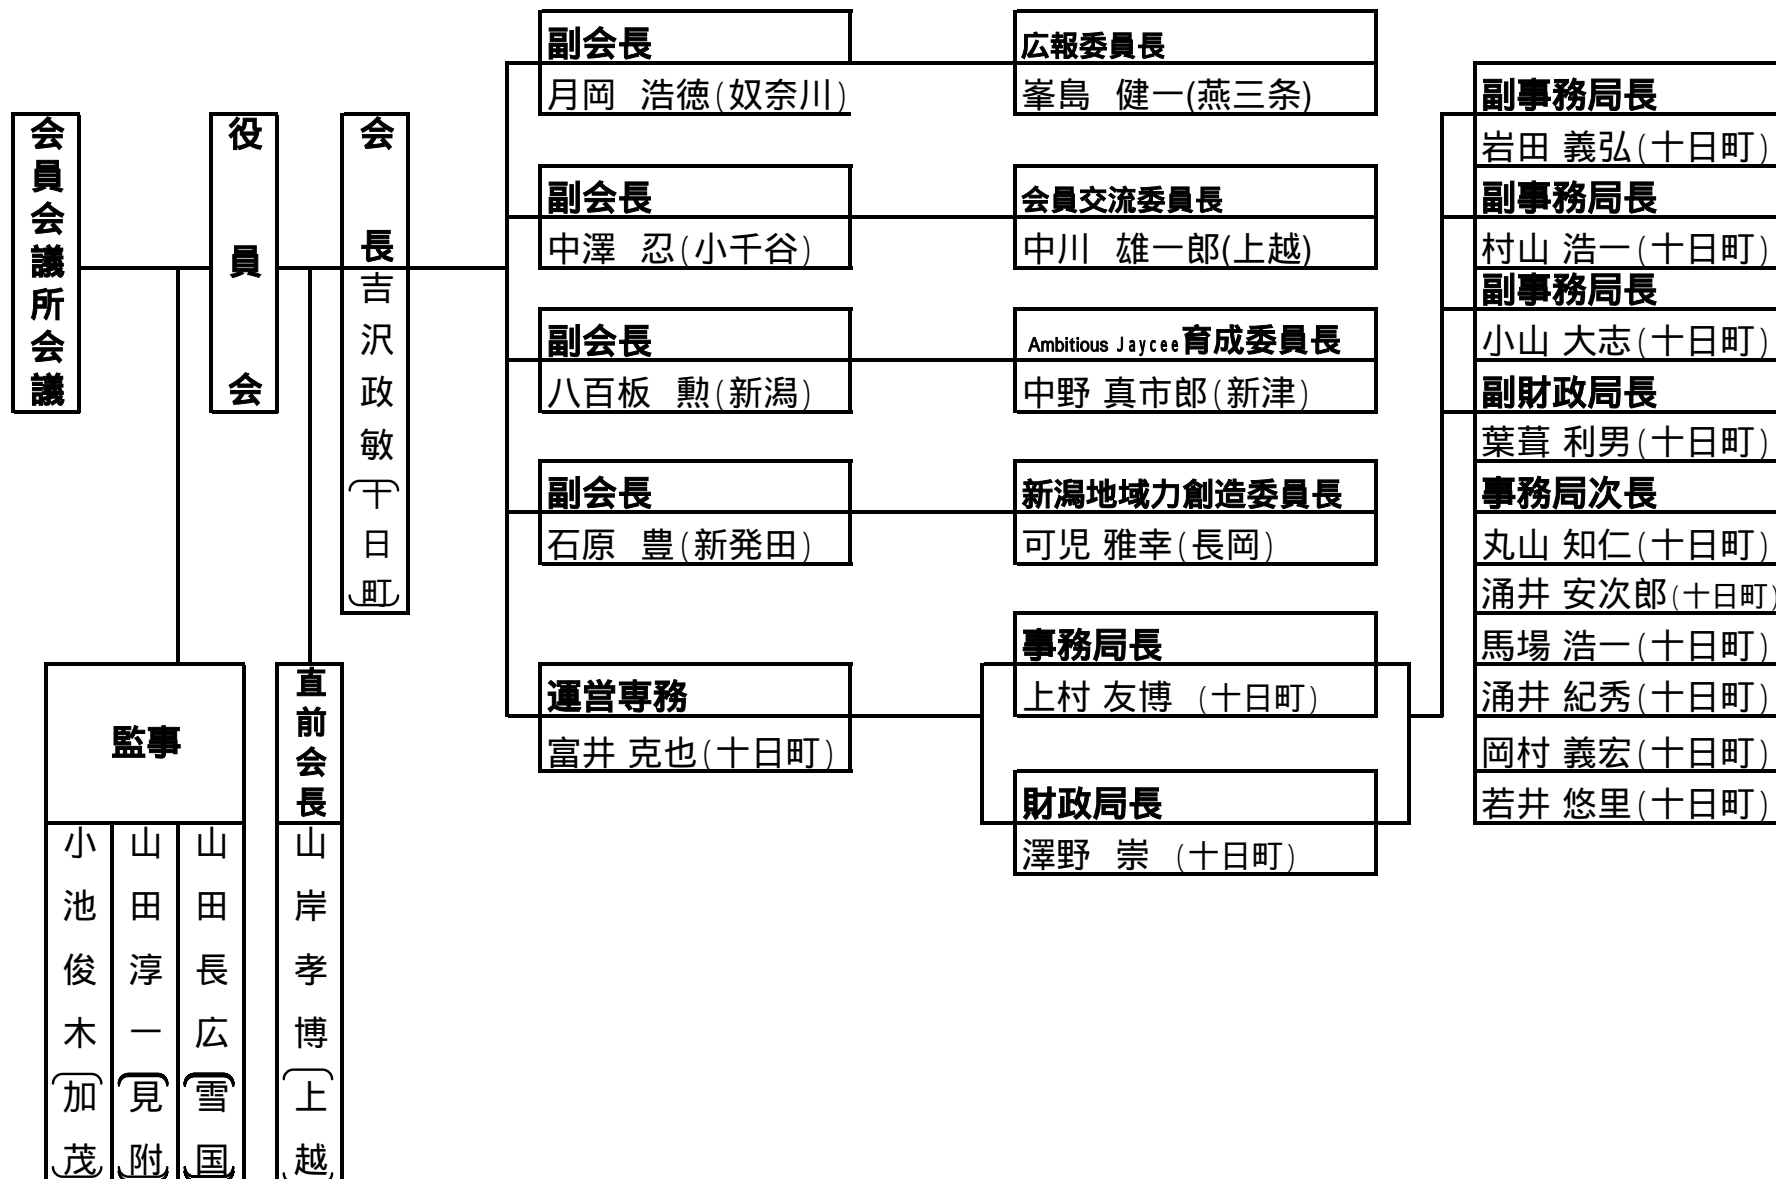 会員会議所会議
役員会
会長
吉沢政敏(十日町)
監事
小池俊木(加茂)
山田淳一(見附)
山田長広(雪国)
直前会長
山岸孝博(上越)
副会長
月岡 浩徳(奴奈川)
副会長
中澤 忍(小千谷)
副会長
八百板 勲(新潟)
副会長
石原 豊(新発田)
運営専務
富井 克也(十日町)
広報委員長
峯島 健一(燕三条)
会員交流委員長
中川 雄一郎(上越)
Ambitious Jaycee育成委員長
中野 真市郎(新津)
新潟地域力創造委員長
可児 雅幸(長岡)
事務局長
上村 友博 (十日町)
財政局長
澤野 崇 (十日町)
副事務局長
岩田 義弘(十日町)
副事務局長
村山 浩一(十日町)
副事務局長
小山 大志(十日町)
副財政局長
葉葺 利男(十日町)
事務局次長
丸山 知仁(十日町)
涌井 安次郎(十日町)
馬場 浩一(十日町)
涌井 紀秀(十日町)
岡村 義宏(十日町)
若井 悠里(十日町)